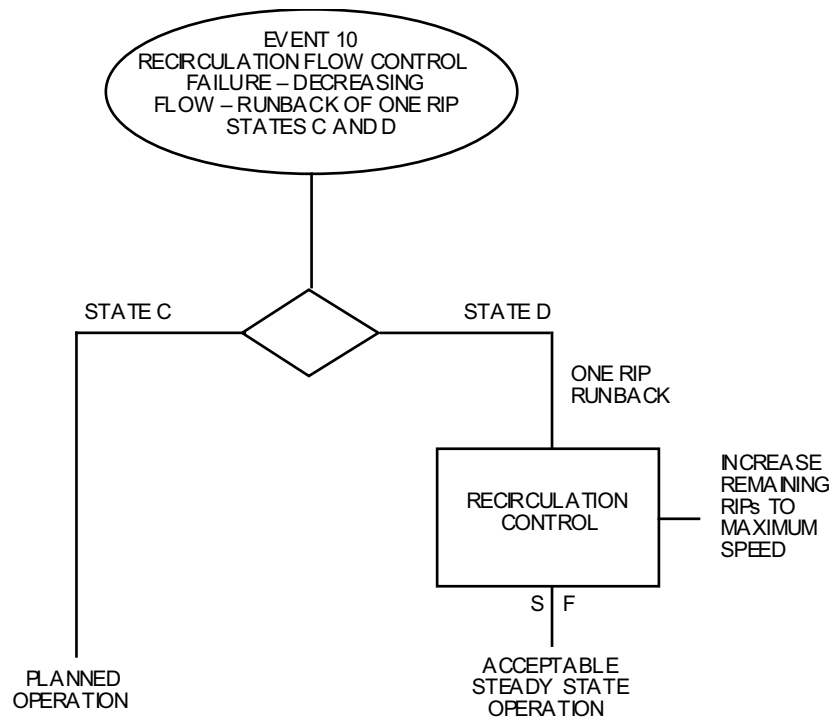 EVENT 10
RECIRCULATION FLOW CONTROL
FAILURE – DECREASING
FLOW – RUNBACK OF ONE RIP
STATES C AND D
STATE C
STATE D
ONE RIP
RUNBACK
RECIRCULATION
CONTROL
INCREASE
REMAINING
RIPs TO
MAXIMUM
SPEED
S F
PLANNED
OPERATION
ACCEPTABLE
STEADY STATE
OPERATION